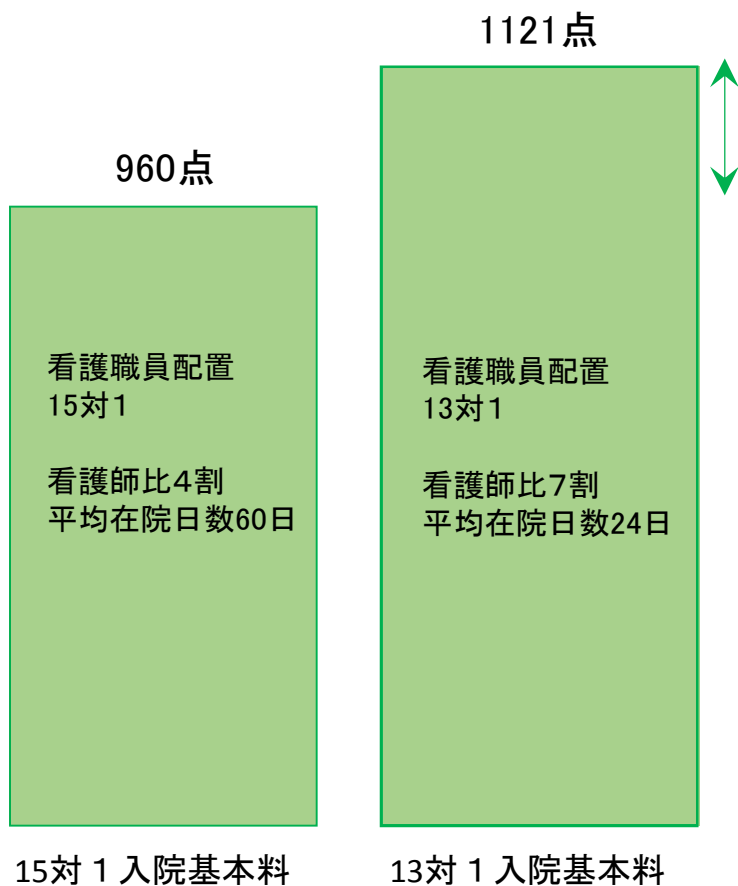 1121点
960点
看護職員配置
15対1
看護師比4割
平均在院日数60日
看護職員配置
13対1
看護師比7割
平均在院日数24日
15対１入院基本料
13対１入院基本料